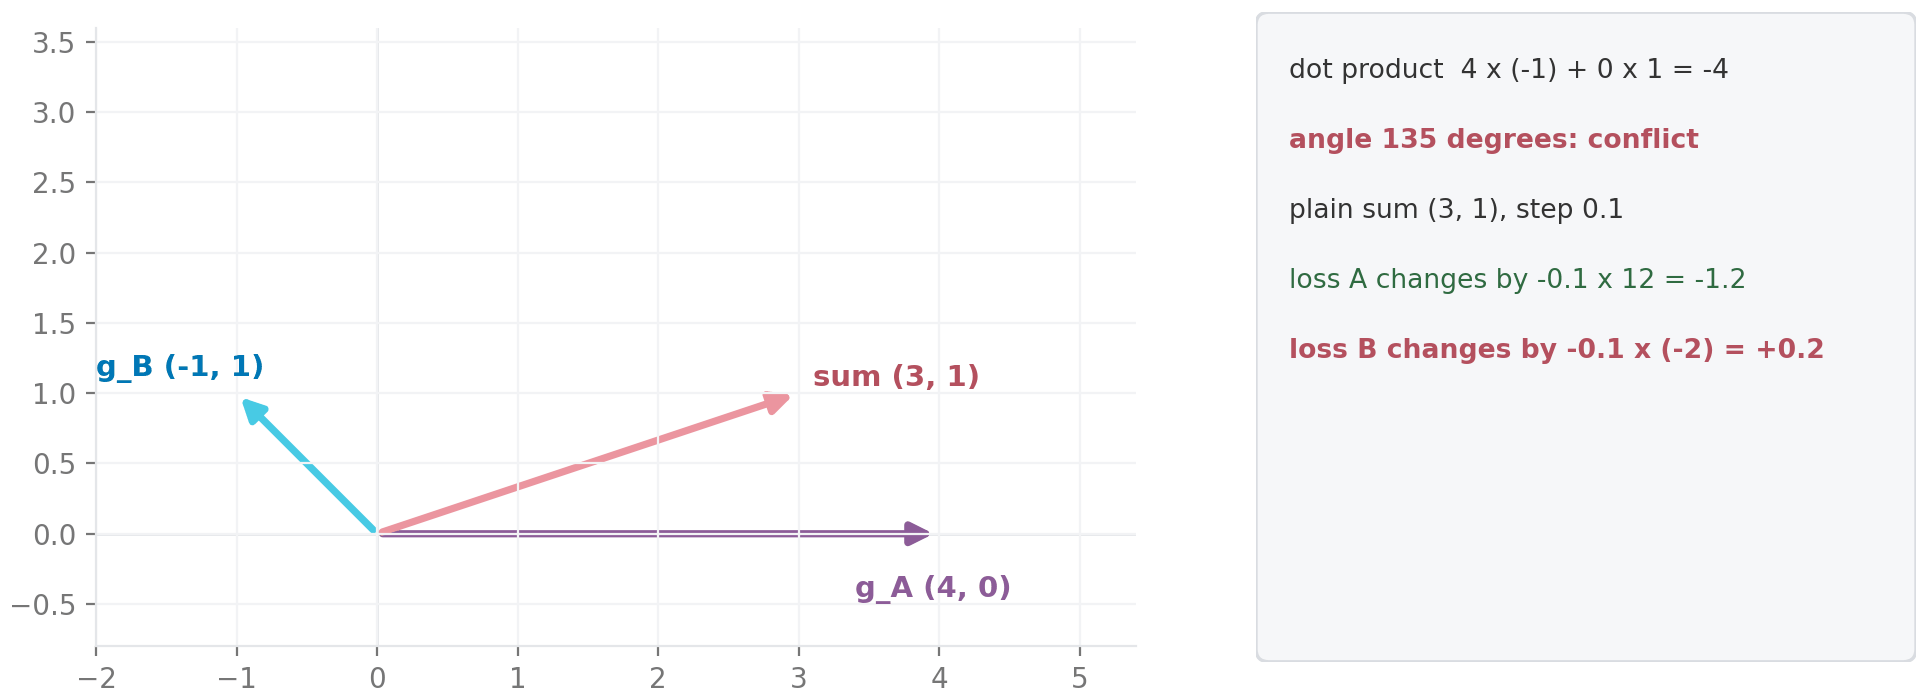 3.5
3.0
2.5
2.0
1.5
1.0
0.5
0.0
−0.5
−2
−1
0
1
2
3
4
5
g_B (-1, 1)
sum (3, 1)
g_A (4, 0)
dot product  4 x (-1) + 0 x 1 = -4
angle 135 degrees: conflict
plain sum (3, 1), step 0.1
loss A changes by -0.1 x 12 = -1.2
loss B changes by -0.1 x (-2) = +0.2